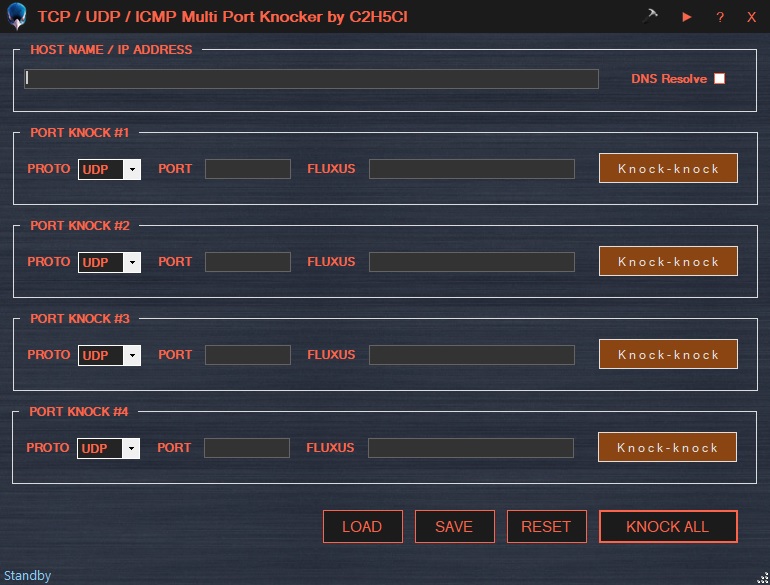 TCP / UDP / ICMP Multi Port Knocker by C2H5Cl ? X
HOST NAME / IP ADDRESS
DNS Resolve
PORT KNOCK #1
PROTO UDP PORT FLUXUS Knock-knock
PORT KNOCK #2
PROTO UDP PORT FLUXUS Knock-knock
PORT KNOCK #3
PROTO UDP PORT FLUXUS Knock-knock
PORT KNOCK #4
PROTO UDP PORT FLUXUS Knock-knock
LOAD SAVE RESET KNOCK ALL
Standby